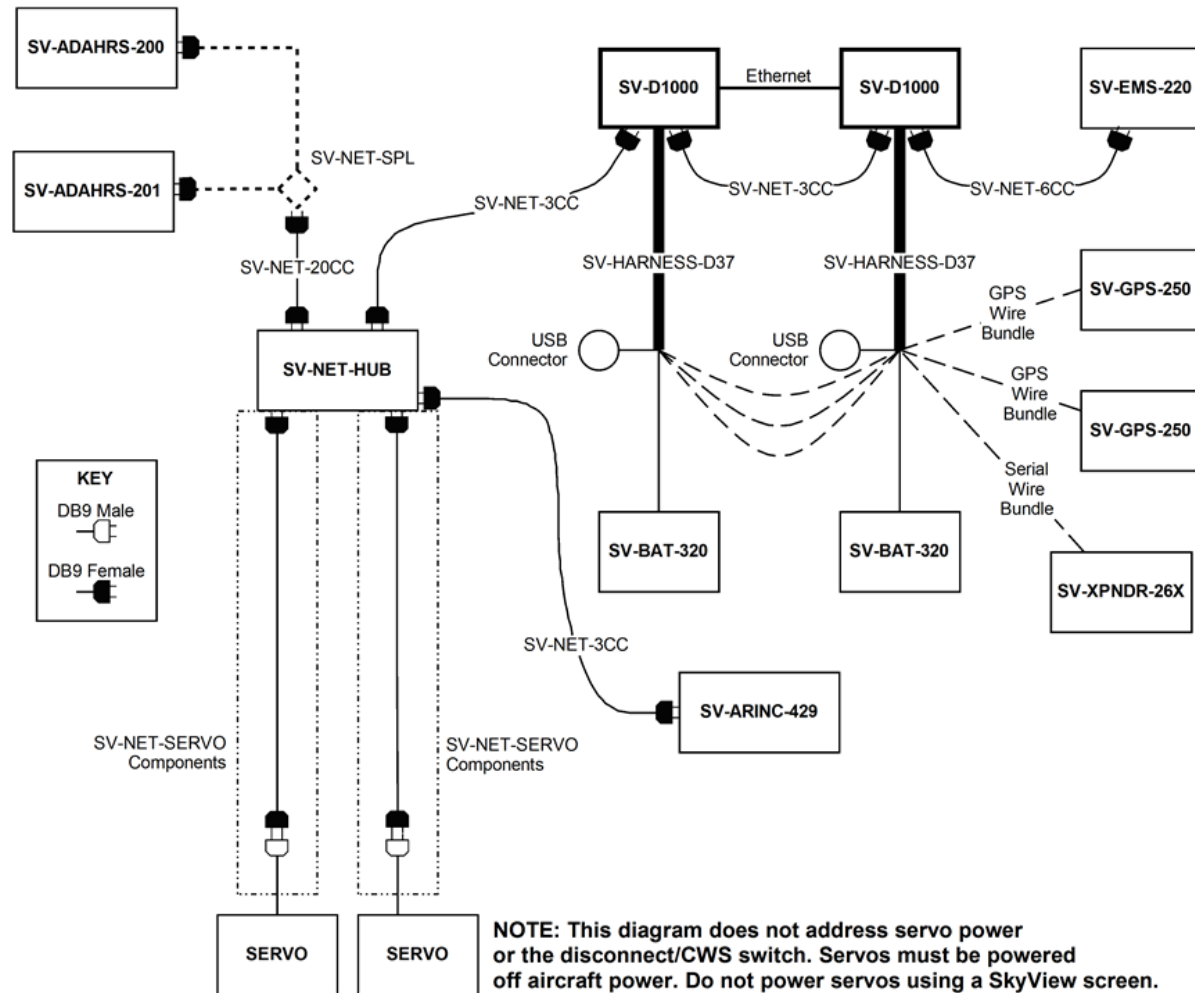 SV-ADAHRS-200
SV-ADAHRS-201
SV-NET-SPL
SV-NET-20CC
SV-NET-HUB
SV-NET-3CC
SV-D1000
Ethernet
SV-D1000
SV-EMS-220
SV-NET-3CC
SV-NET-6CC
SV-HARNESS-D37
SV-HARNESS-D37
USB
Connector
USB
Connector
GPS
Wire
Bundle
SV-GPS-250
GPS
Wire
Bundle
SV-GPS-250
Serial
Wire
Bundle
SV-XPNDR-26X
SV-BAT-320
SV-BAT-320
KEY
DB9 Male
DB9 Female
SV-NET-3CC
SV-ARINC-429
SV-NET-SERVO
Components
SV-NET-SERVO
Components
SERVO
SERVO
NOTE: This diagram does not address servo power
or the disconnect/CWS switch. Servos must be powered
off aircraft power. Do not power servos using a SkyView screen.